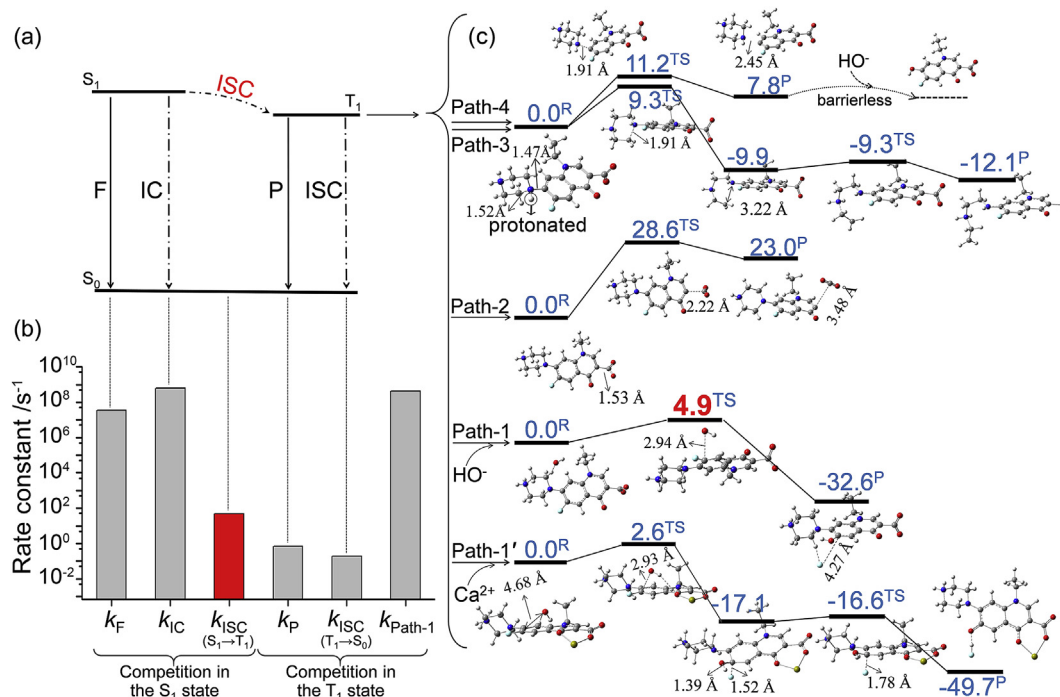 (a)
S1
ISC
T1
F
IC
P
ISC
S0
(b)
Rate constant /s-1
10^10
10^8
10^6
10^4
10^2
10^0
10^-2
kF
kIC
kISC
(S1→T1)
kP
kISC
(T1→S0)
kPath-1
Competition in
the S1 state
Competition in
the T1 state
(c)
1.91 Å
11.2TS
2.45 Å
7.8P
HO-
barrierless
Path-4
Path-3
0.0R
9.3TS
1.91 Å
1.47Å
1.52Å
protonated
-9.9
3.22 Å
-9.3TS
-12.1P
Path-2
0.0R
28.6TS
23.0P
2.22 Å
3.48 Å
1.53 Å
Path-1
HO-
0.0R
4.9TS
2.94 Å
-32.6P
4.27 Å
Path-1′
Ca2+
0.0R
4.68 Å
2.6TS
2.93 Å
-17.1
1.39 Å
1.52 Å
-16.6TS
1.78 Å
-49.7P